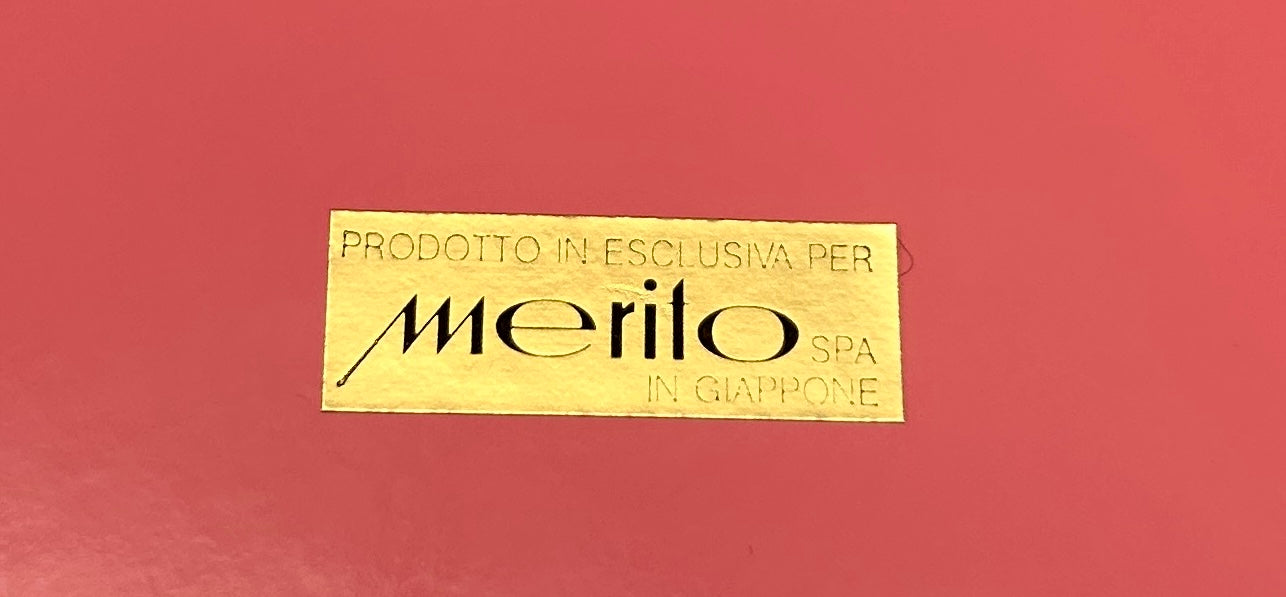 PRODOTTO IN ESCLUSIVA PER
merito SPA
IN GIAPPONE